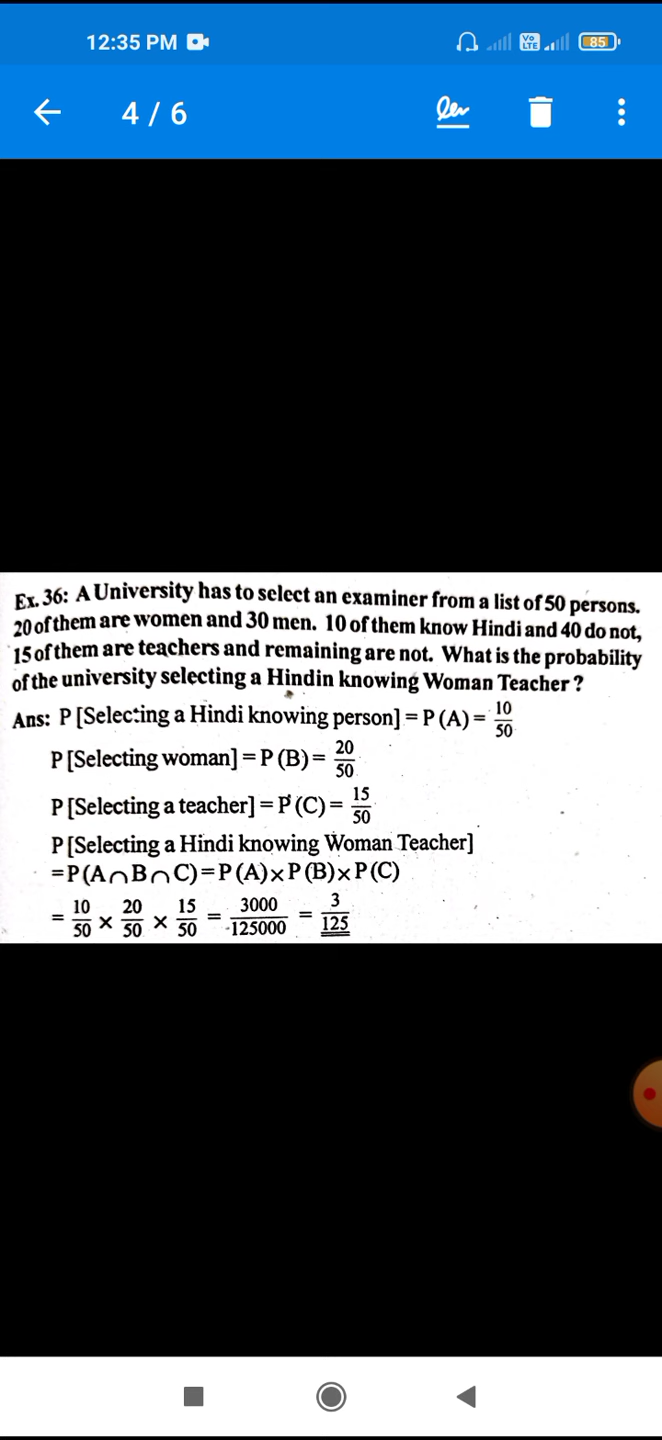 12:35 PM
Vo LTE
85
4 / 6
Ex. 36: A University has to select an examiner from a list of 50 persons.
20 of them are women and 30 men. 10 of them know Hindi and 40 do not,
15 of them are teachers and remaining are not. What is the probability
of the university selecting a Hindin knowing Woman Teacher ?
Ans: P [Selecting a Hindi knowing person] = P (A) = 10/50
P [Selecting woman] = P (B) = 20/50
P [Selecting a teacher] = P (C) = 15/50
P [Selecting a Hindi knowing Woman Teacher]
=P(A∩B∩C)=P(A)×P(B)×P(C)
= 10/50 × 20/50 × 15/50 = 3000/125000 = 3/125